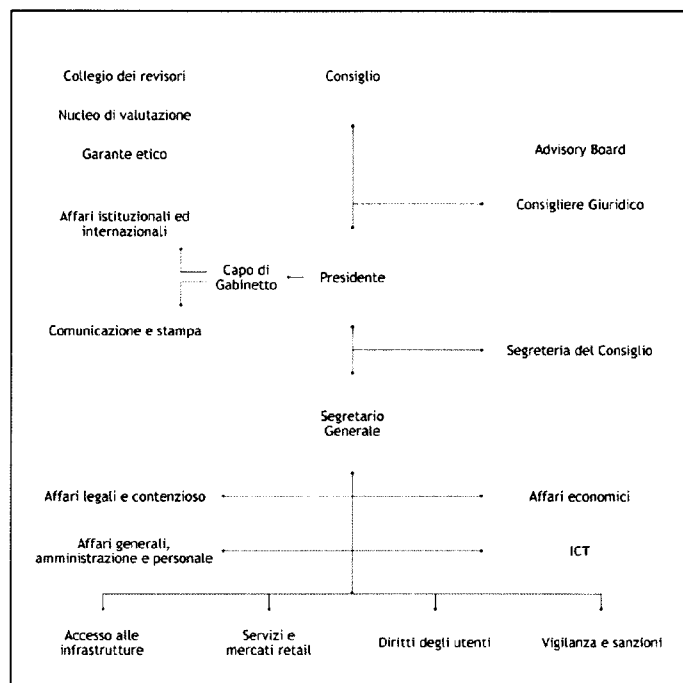 Collegio dei revisori
Consiglio
Nucleo di valutazione
Garante etico
Advisory Board
Consigliere Giuridico
Affari istituzionali ed
internazionali
Capo di
Gabinetto
Presidente
Comunicazione e stampa
Segreteria del Consiglio
Segretario
Generale
Affari legali e contenzioso
Affari economici
Affari generali,
amministrazione e personale
ICT
Accesso alle
infrastrutture
Servizi e
mercati retail
Diritti degli utenti
Vigilanza e sanzioni